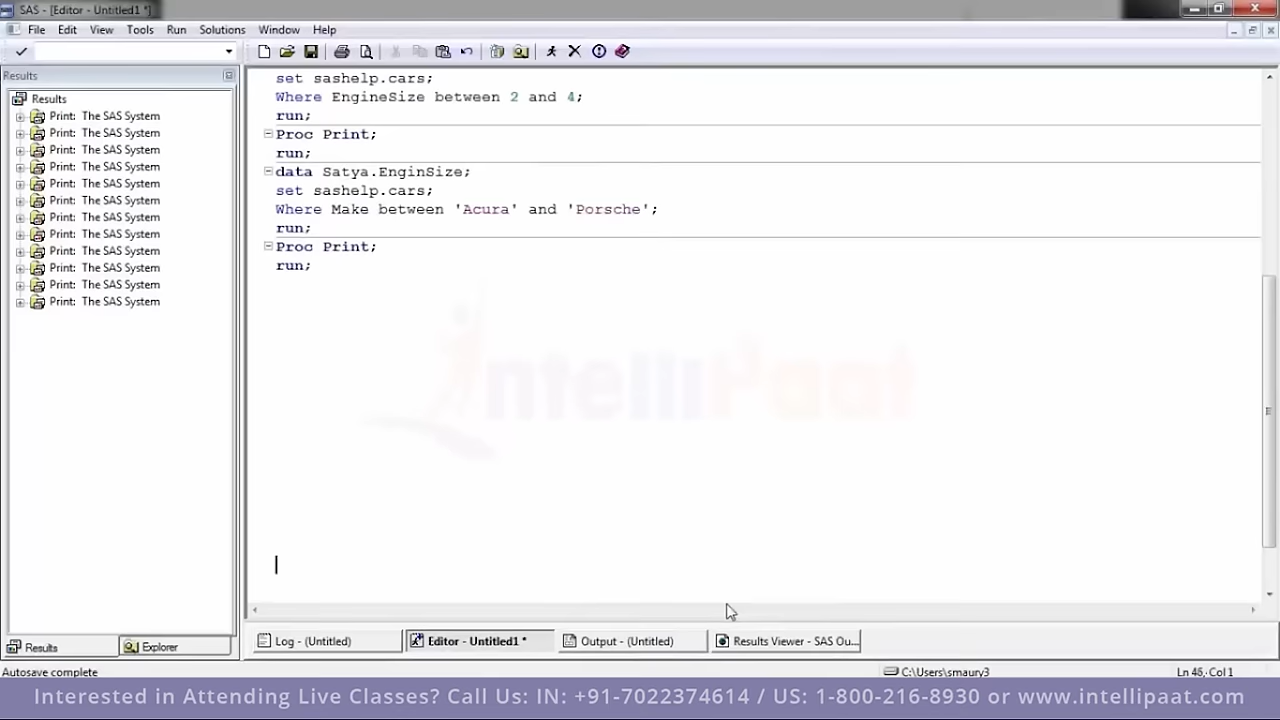 SAS - [Editor - Untitled1 *]
File Edit View Tools Run Solutions Window Help
Results
Results
Print: The SAS System
Print: The SAS System
Print: The SAS System
Print: The SAS System
Print: The SAS System
Print: The SAS System
Print: The SAS System
Print: The SAS System
Print: The SAS System
Print: The SAS System
Print: The SAS System
Print: The SAS System
set sashelp.cars;
Where EngineSize between 2 and 4;
run;
Proc Print;
run;
data Satya.EnginSize;
set sashelp.cars;
Where Make between 'Acura' and 'Porsche';
run;
Proc Print;
run;
IntelliPaat
Results Explorer
Log - (Untitled) Editor - Untitled1 * Output - (Untitled) Results Viewer - SAS Ou...
Autosave complete C:\Users\smaury3 Ln 46, Col 1
Interested in Attending Live Classes? Call Us: IN: +91-7022374614 / US: 1-800-216-8930 or www.intellipaat.com